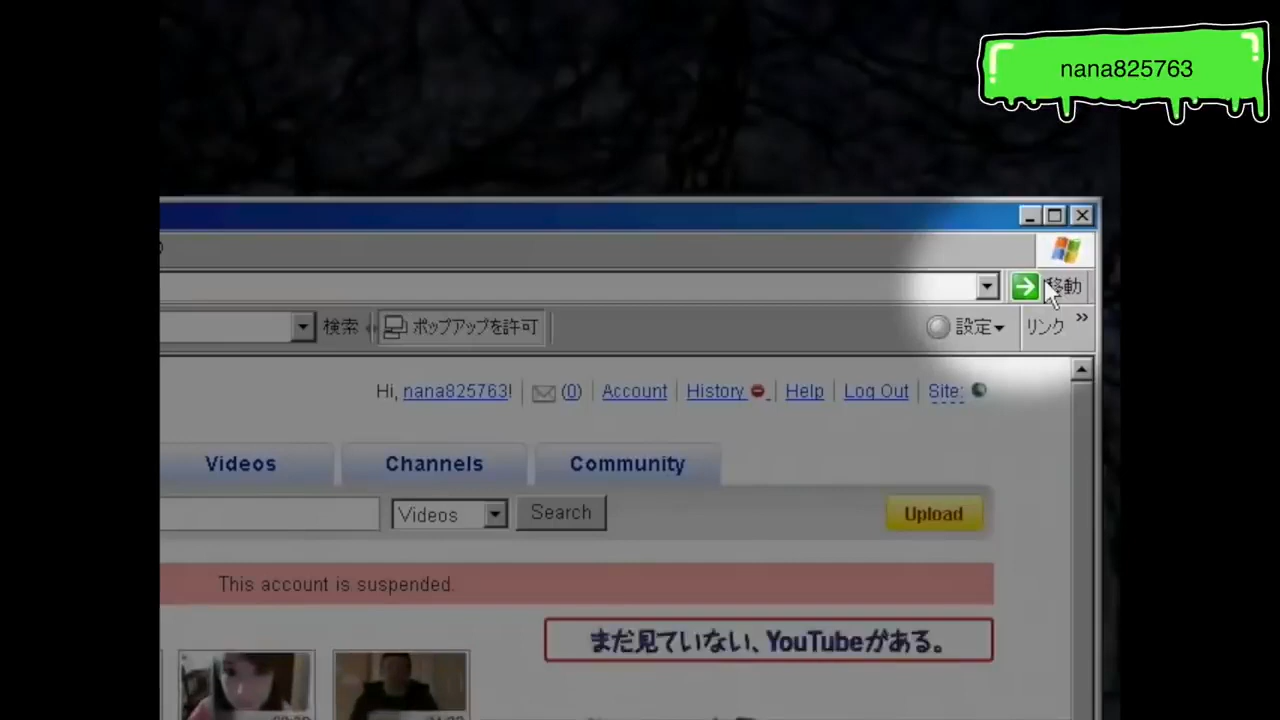 nana825763
移動
検索
ポップアップを許可
設定
リンク
»
Hi, nana825763! (0) Account History Help Log Out Site:
Videos
Channels
Community
Videos
Search
Upload
This account is suspended.
まだ見ていない、YouTubeがある。